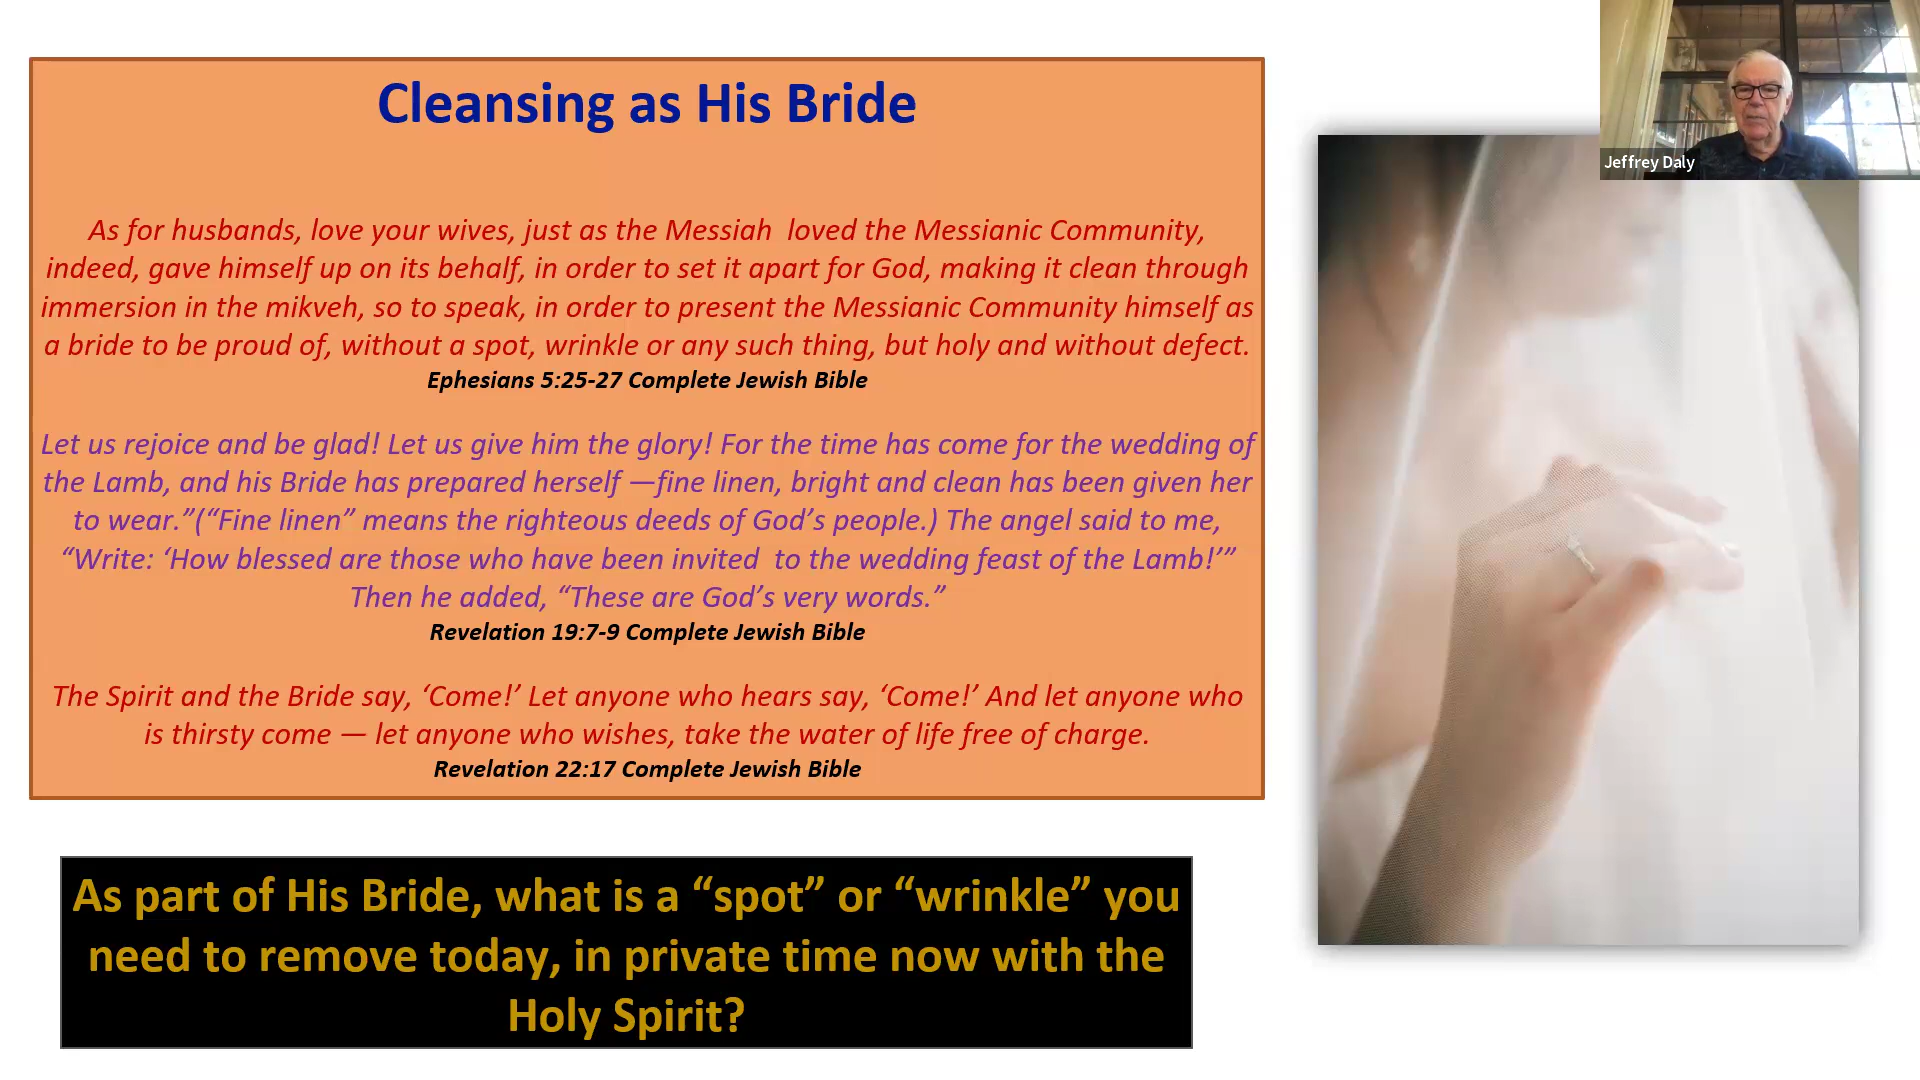 Cleansing as His Bride
As for husbands, love your wives, just as the Messiah  loved the Messianic Community,
indeed, gave himself up on its behalf, in order to set it apart for God, making it clean through
immersion in the mikveh, so to speak, in order to present the Messianic Community himself as
a bride to be proud of, without a spot, wrinkle or any such thing, but holy and without defect.
Ephesians 5:25-27 Complete Jewish Bible
Let us rejoice and be glad! Let us give him the glory! For the time has come for the wedding of
the Lamb, and his Bride has prepared herself —fine linen, bright and clean has been given her
to wear.”(“Fine linen” means the righteous deeds of God’s people.) The angel said to me,
“Write: ‘How blessed are those who have been invited  to the wedding feast of the Lamb!’”
Then he added, “These are God’s very words.”
Revelation 19:7-9 Complete Jewish Bible
The Spirit and the Bride say, ‘Come!’ Let anyone who hears say, ‘Come!’ And let anyone who
is thirsty come — let anyone who wishes, take the water of life free of charge.
Revelation 22:17 Complete Jewish Bible
As part of His Bride, what is a “spot” or “wrinkle” you
need to remove today, in private time now with the
Holy Spirit?
Jeffrey Daly